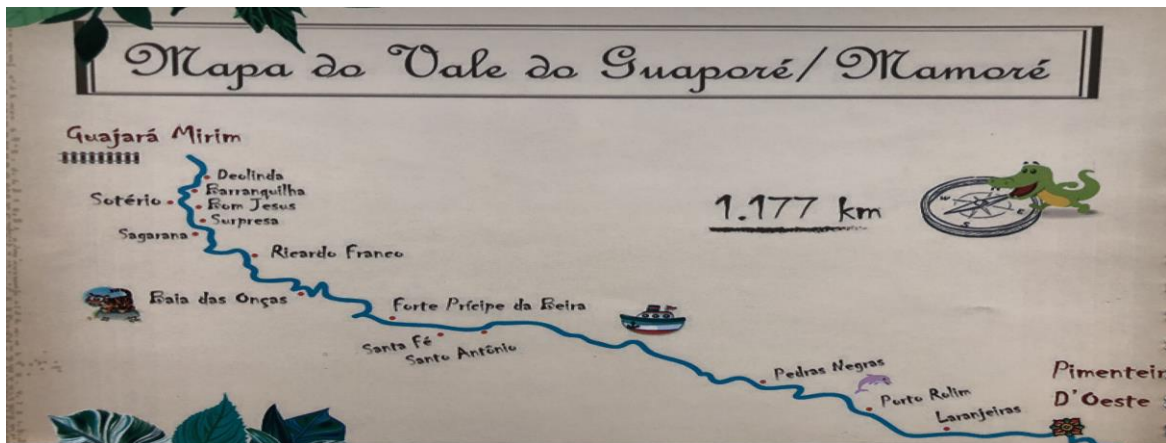 Mapa do Vale do Guaporé/Mamoré
Guajará Mirim
Deolinda
Barranquilha
Sotério
Bom Jesus
Surpresa
Sagarana
Ricardo Franco
1.177 km
Baia das Onças
Forte Prícipe da Beira
Santa Fé
Santo Antônio
Pedras Negras
Porto Rolim
Laranjeiras
Pimenteir
D'Oeste